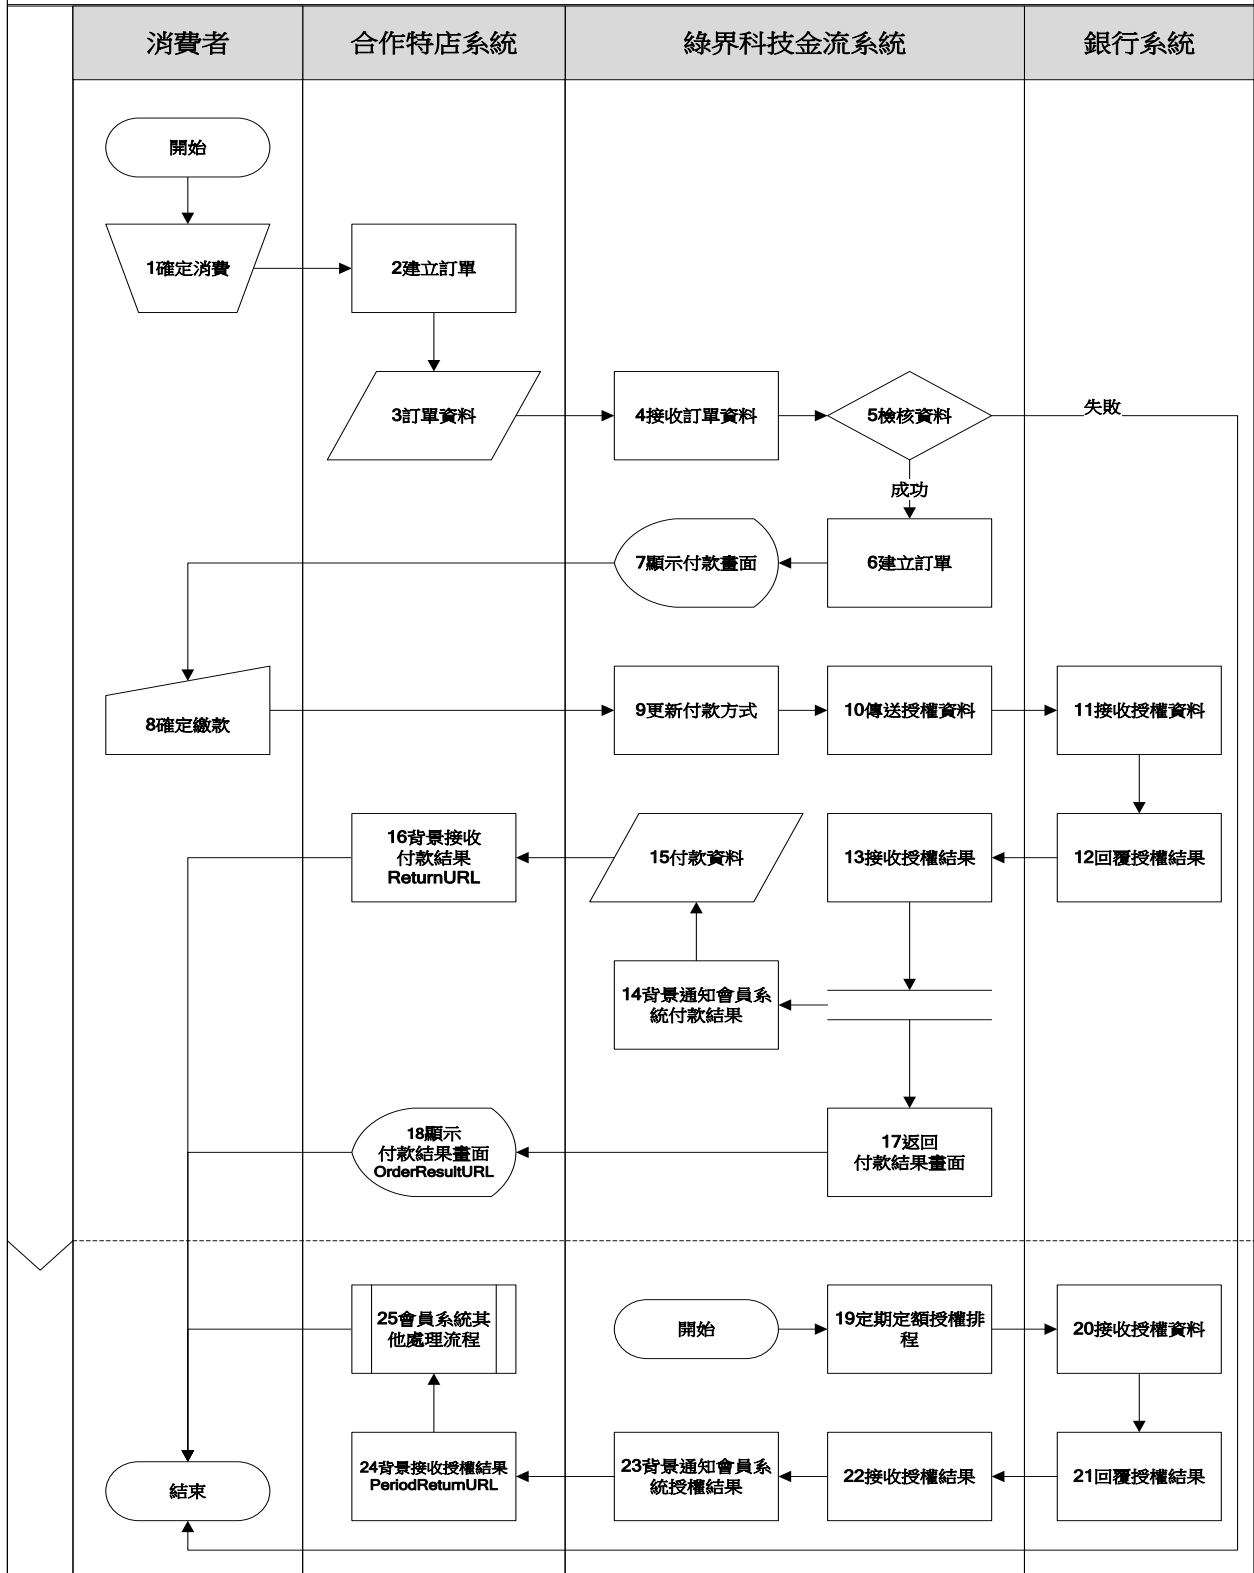 消費者
合作特店系統
綠界科技金流系統
銀行系統
開始
1確定消費
2建立訂單
3訂單資料
4接收訂單資料
5檢核資料
失敗
成功
7顯示付款畫面
6建立訂單
8確定繳款
9更新付款方式
10傳送授權資料
11接收授權資料
16背景接收
付款結果
ReturnURL
15付款資料
13接收授權結果
12回覆授權結果
14背景通知會員系
統付款結果
18顯示
付款結果畫面
OrderResultURL
17返回
付款結果畫面
25會員系統其
他處理流程
開始
19定期定額授權排
程
20接收授權資料
結束
24背景接收授權結果
PeriodReturnURL
23背景通知會員系
統授權結果
22接收授權結果
21回覆授權結果